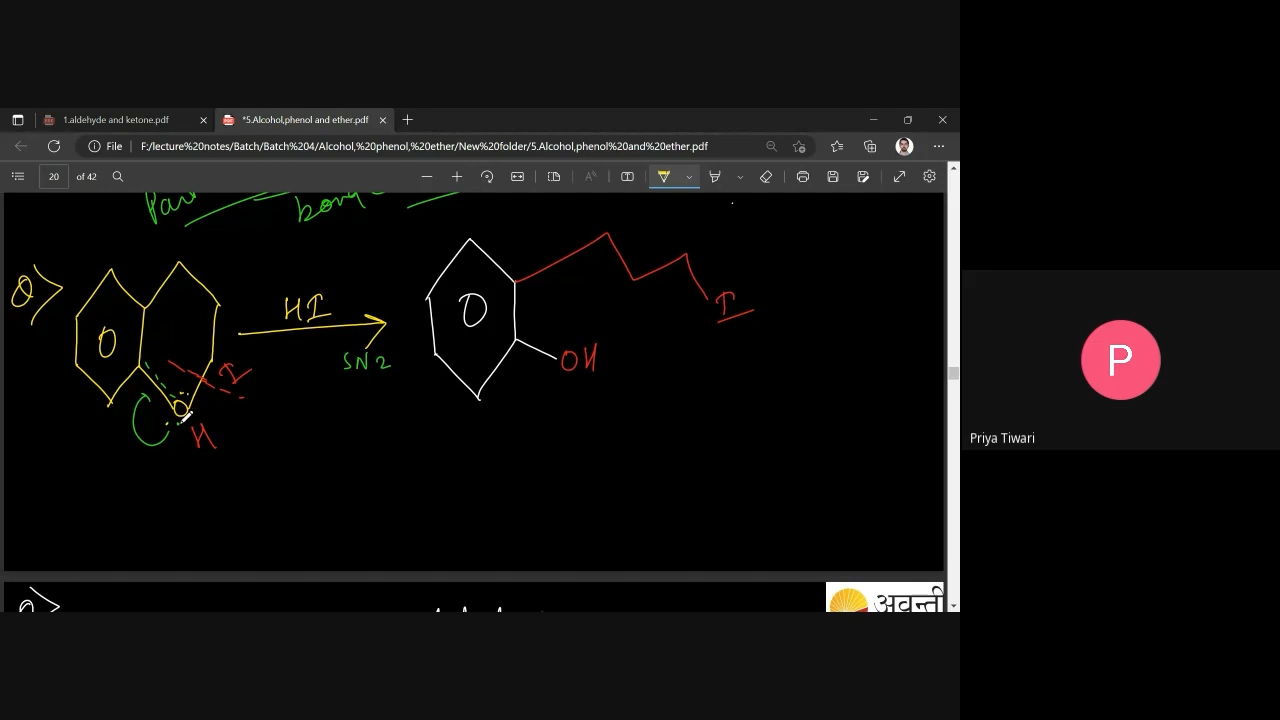 1.aldehyde and ketone.pdf
*5.Alcohol,phenol and ether.pdf
File F:/lecture%20notes/Batch/Batch%204/Alcohol,%20phenol,%20ether/New%20folder/5.Alcohol,phenol%20and%20ether.pdf
20 of 42
Q>
HI
SN2
O
I
O
H
O
I
OH
P
Priya Tiwari
अवन्ती